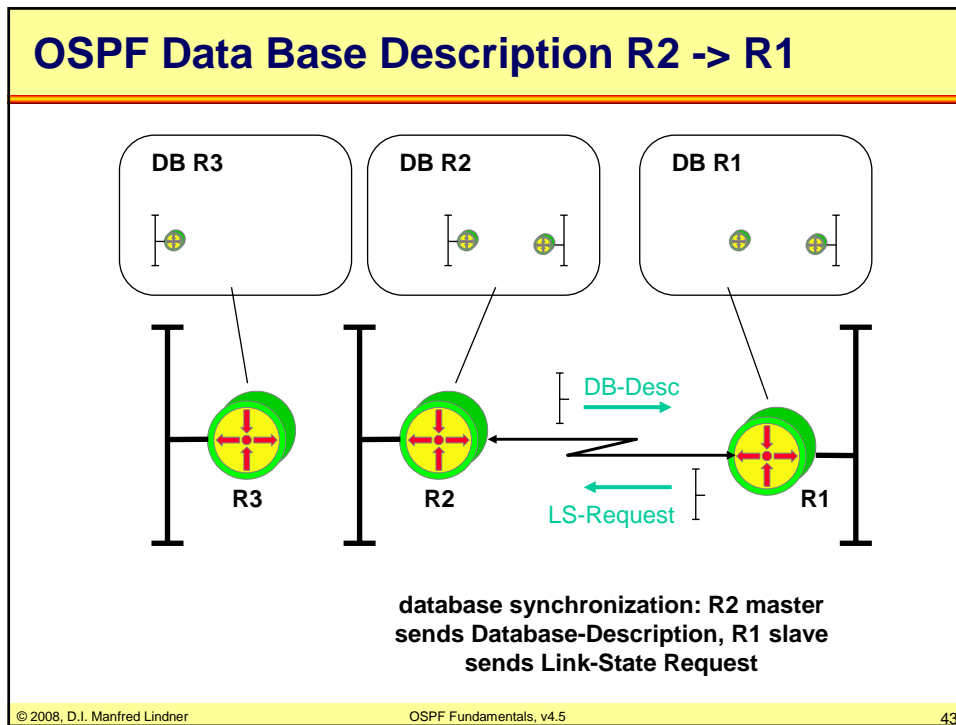 OSPF Data Base Description R2 -> R1
DB R3
DB R2
DB R1
DB-Desc
R3
R2
R1
LS-Request
database synchronization: R2 master
sends Database-Description, R1 slave
sends Link-State Request
© 2008, D.I. Manfred Lindner
OSPF Fundamentals, v4.5
43